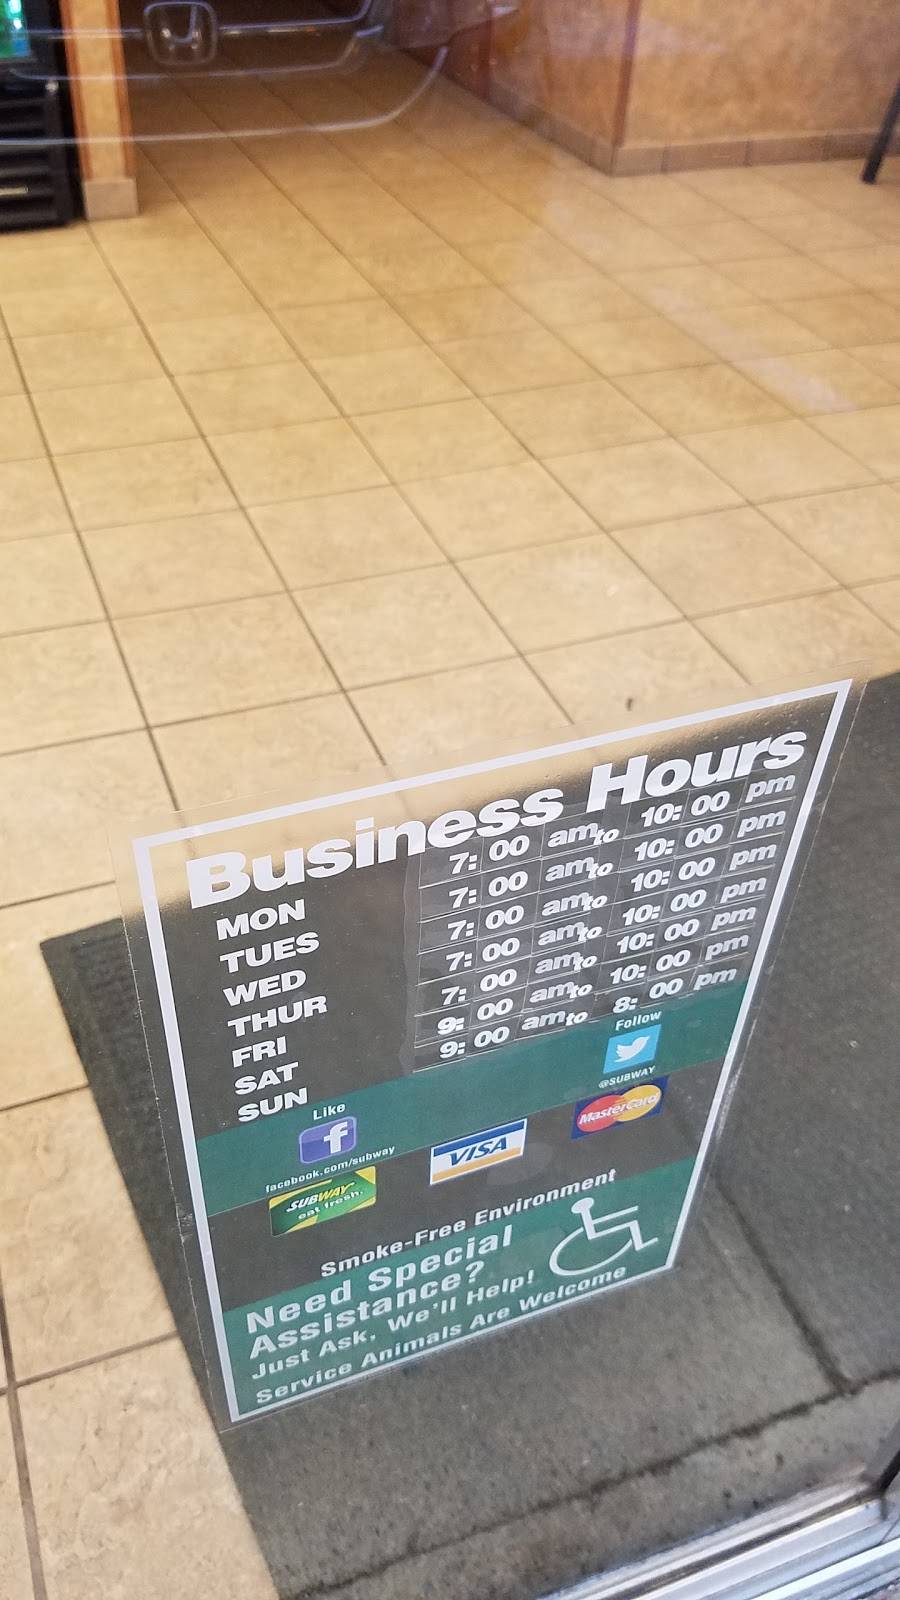 Business Hours
MON 7: 00 am to 10: 00 pm
TUES 7: 00 am to 10: 00 pm
WED 7: 00 am to 10: 00 pm
THUR 7: 00 am to 10: 00 pm
FRI 7: 00 am to 10: 00 pm
SAT 9: 00 am to 10: 00 pm
SUN 9: 00 am to 8: 00 pm
Like
Follow
f
facebook.com/subway
@SUBWAY
SUBWAY
eat fresh.
VISA
MasterCard
Smoke-Free Environment
Need Special
Assistance?
Just Ask, We'll Help!
Service Animals Are Welcome